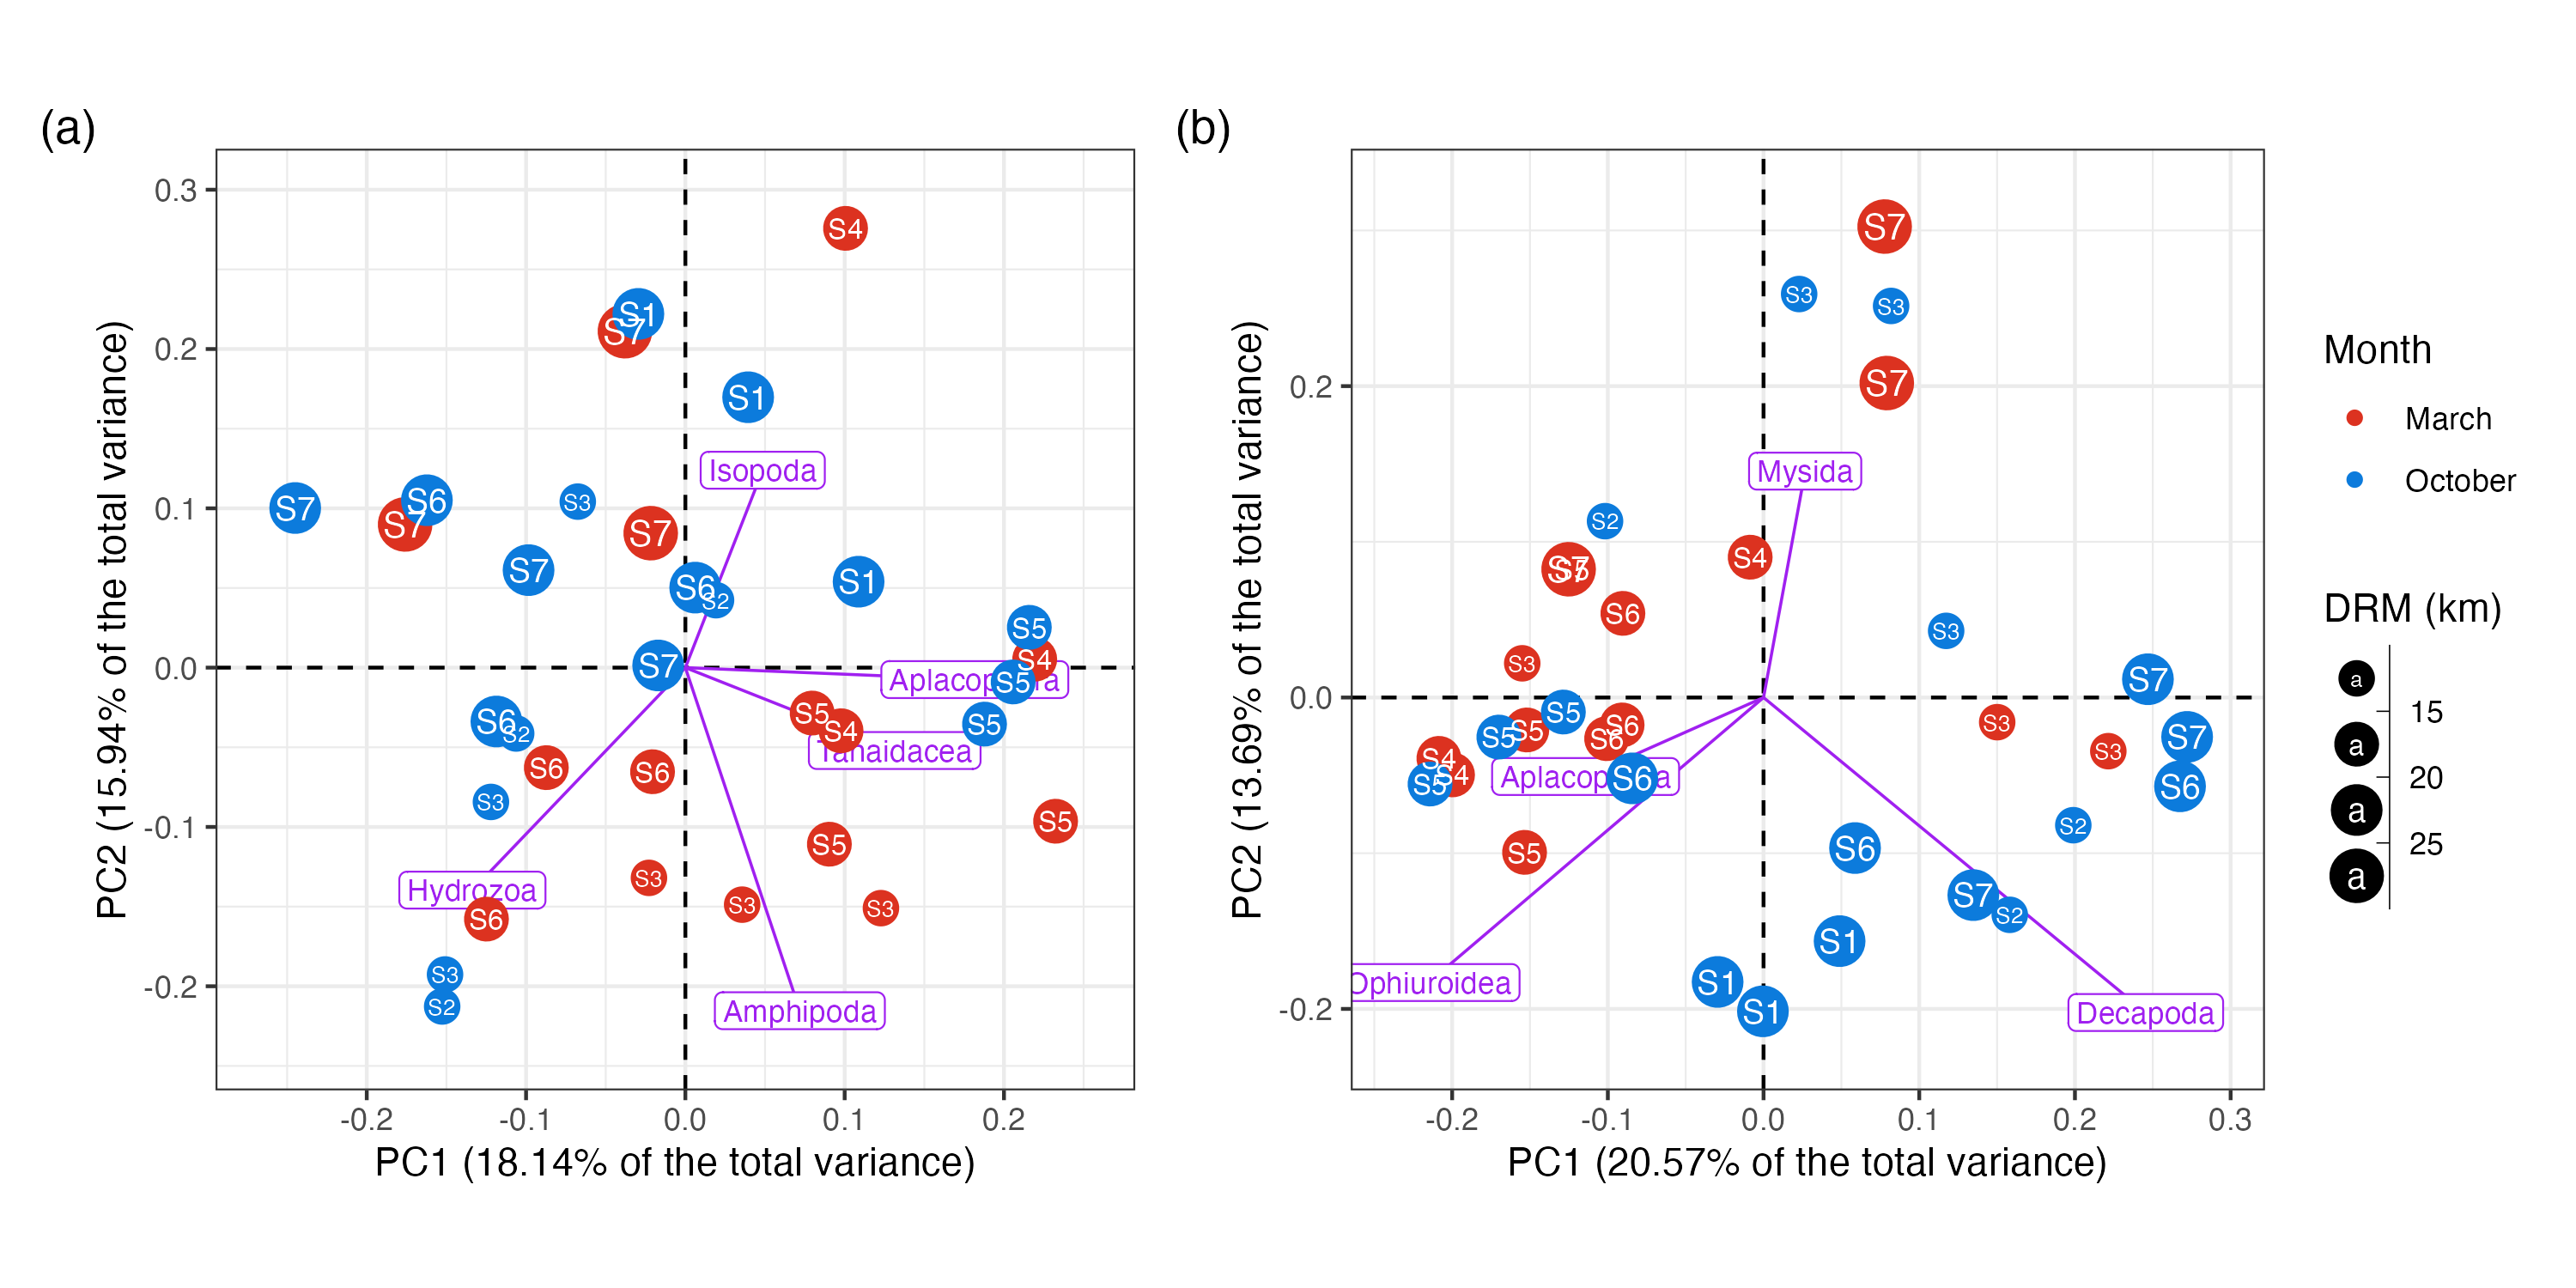 (a)
(b)
PC2 (15.94% of the total variance)
0.3
0.2
0.1
0.0
-0.1
-0.2
S4
S1
S7
S1
Isopoda
S7
S6
S7
S3
S7
S7
S1
S6
S2
S5
S4
S7
S5
S5
S4
S5
Tanaidacea
S6
S2
S6
S6
S3
S5
S5
Hydrozoa
S3
S3
S3
S6
S3
S2
Amphipoda
-0.2
-0.1
0.0
0.1
0.2
PC1 (18.14% of the total variance)
PC2 (13.69% of the total variance)
0.2
0.0
-0.2
S7
S3
S3
S7
Mysida
S2
S4
S7
S5
S6
S3
S3
S7
S5
S5
S5
S6
S6
S3
S7
S3
S4
S4
S5
S6
S6
S2
S5
S6
S7
S2
S1
S1
S1
Ophiuroidea
Decapoda
-0.2
-0.1
0.0
0.1
0.2
0.3
PC1 (20.57% of the total variance)
Month
March
October
DRM (km)
a
15
a
20
a
25
a